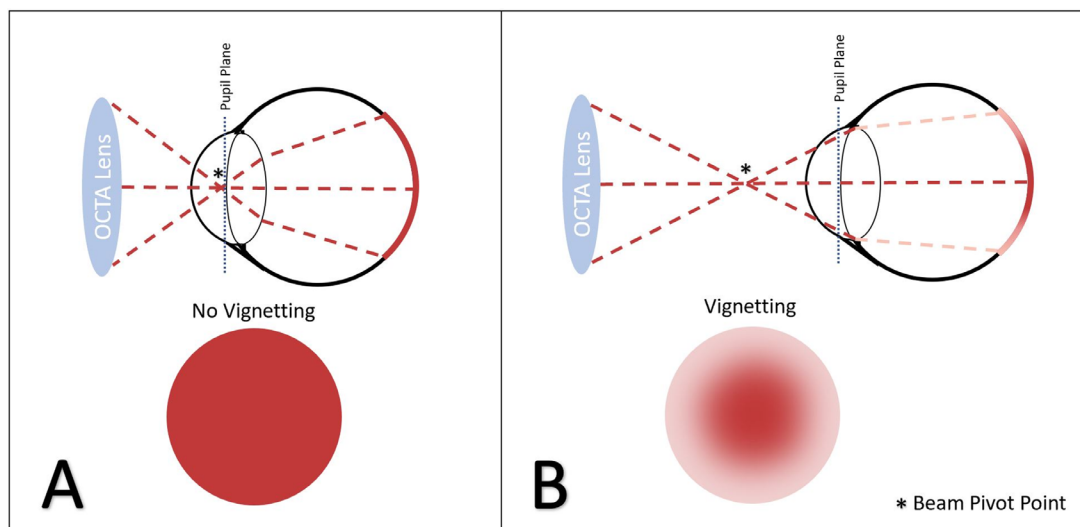 Pupil Plane
OCTA Lens
*
No Vignetting
A
Pupil Plane
OCTA Lens
*
Vignetting
B
* Beam Pivot Point